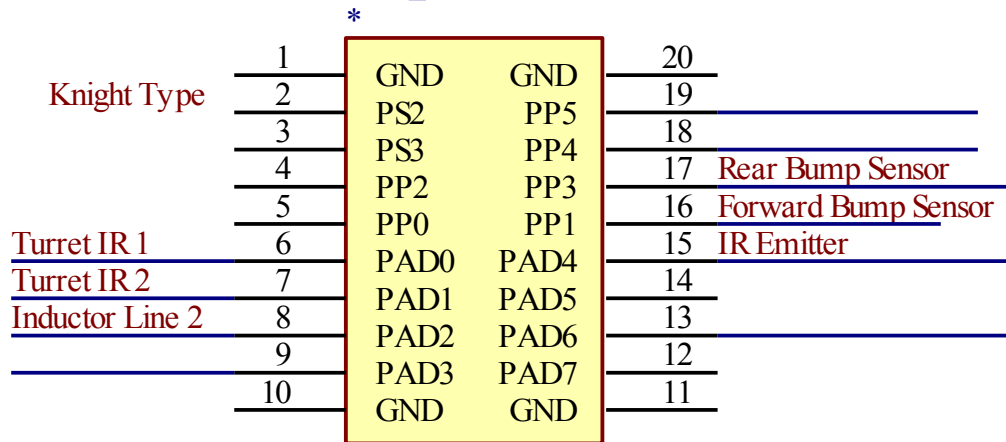 *
1 GND GND 20
Knight Type 2 PS2 PP5 19
3 PS3 PP4 18
4 PP2 PP3 17 Rear Bump Sensor
5 PP0 PP1 16 Forward Bump Sensor
Turret IR 1 6 PAD0 PAD4 15 IR Emitter
Turret IR 2 7 PAD1 PAD5 14
Inductor Line 2 8 PAD2 PAD6 13
9 PAD3 PAD7 12
10 GND GND 11